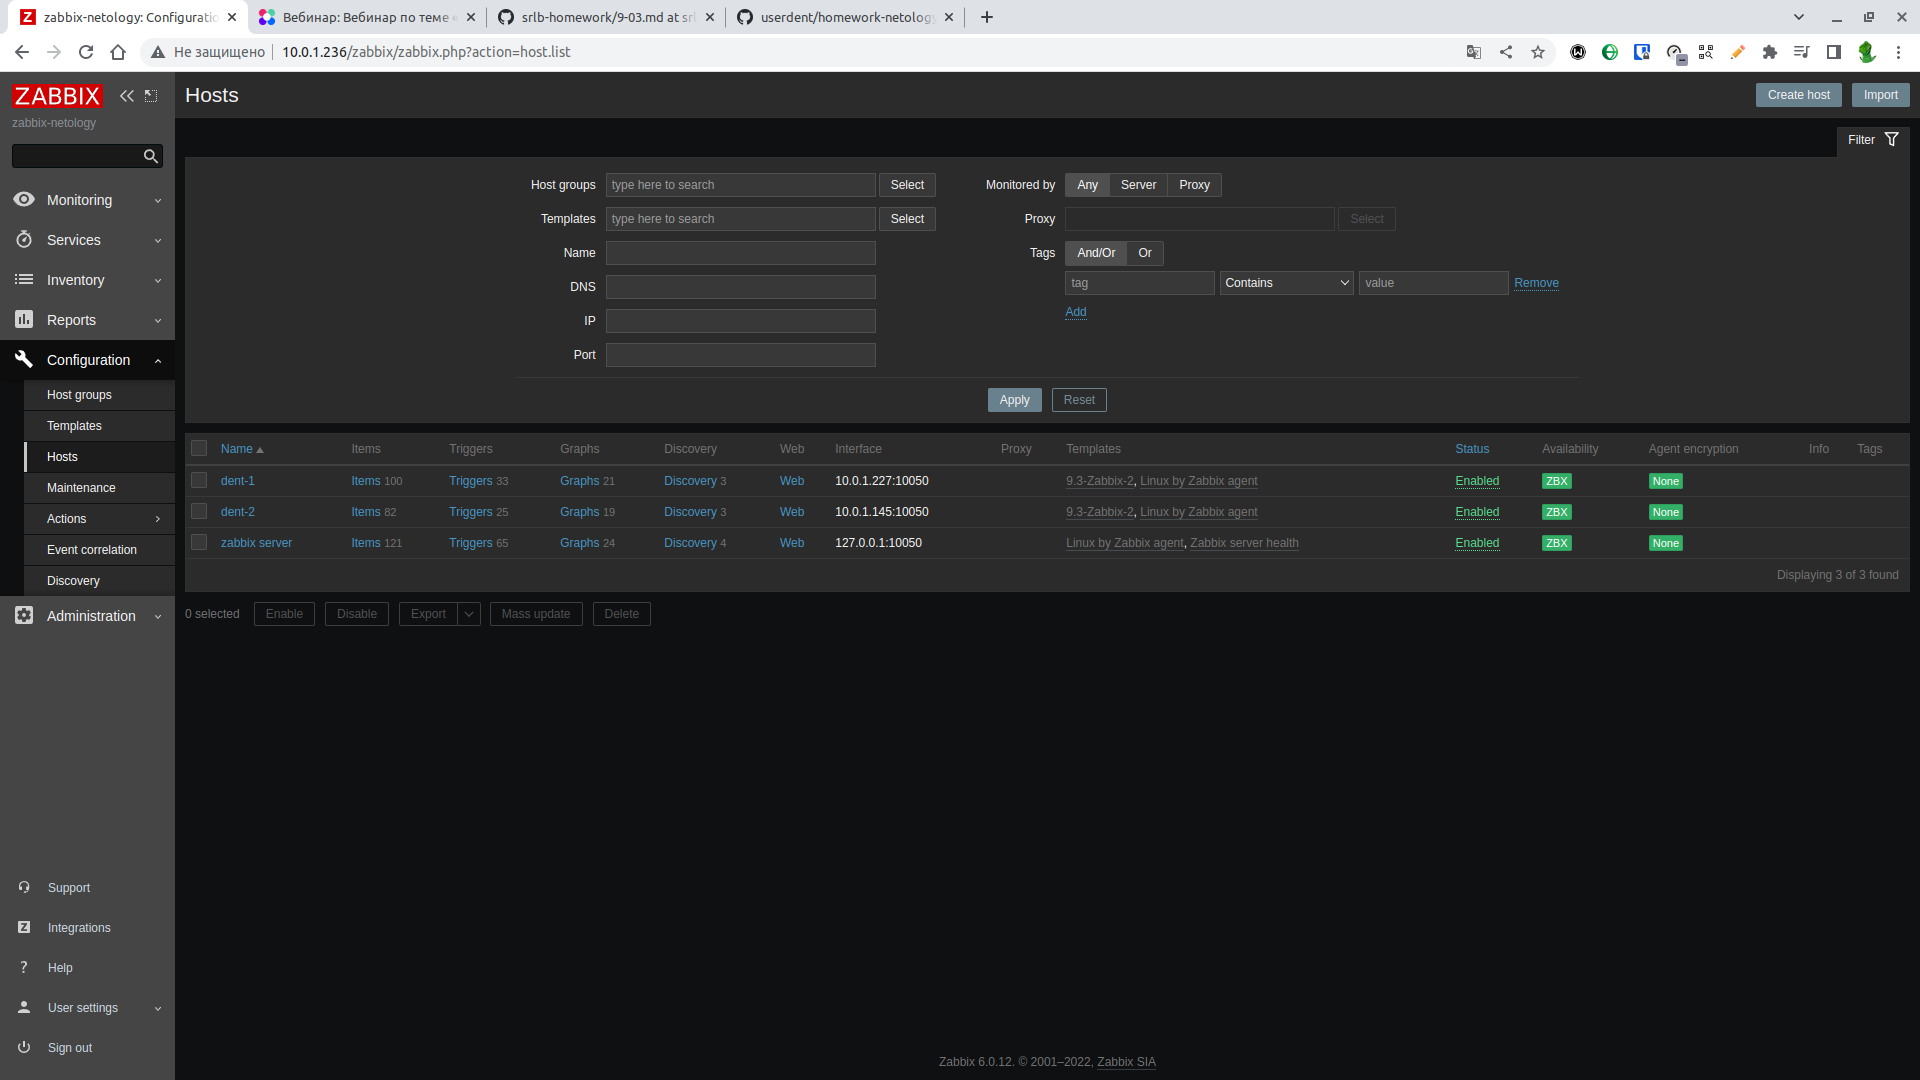 zabbix-netology: Configuratio
Вебинар: Вебинар по теме
srlb-homework/9-03.md at srl
userdent/homework-netology
Не защищено
10.0.1.236/zabbix/zabbix.php?action=host.list
ZABBIX
zabbix-netology
Monitoring
Services
Inventory
Reports
Configuration
Host groups
Templates
Hosts
Maintenance
Actions
Event correlation
Discovery
Administration
Support
Integrations
Help
User settings
Sign out
Hosts
Create host
Import
Filter
Host groups type here to search Select
Templates type here to search Select
Name
DNS
IP
Port
Monitored by Any Server Proxy
Proxy Select
Tags And/Or Or
tag Contains value Remove
Add
Apply Reset
Name Items Triggers Graphs Discovery Web Interface Proxy Templates Status Availability Agent encryption Info Tags
dent-1 Items 100 Triggers 33 Graphs 21 Discovery 3 Web 10.0.1.227:10050 9.3-Zabbix-2, Linux by Zabbix agent Enabled ZBX None
dent-2 Items 82 Triggers 25 Graphs 19 Discovery 3 Web 10.0.1.145:10050 9.3-Zabbix-2, Linux by Zabbix agent Enabled ZBX None
zabbix server Items 121 Triggers 65 Graphs 24 Discovery 4 Web 127.0.0.1:10050 Linux by Zabbix agent, Zabbix server health Enabled ZBX None
Displaying 3 of 3 found
0 selected Enable Disable Export Mass update Delete
Zabbix 6.0.12. © 2001–2022, Zabbix SIA